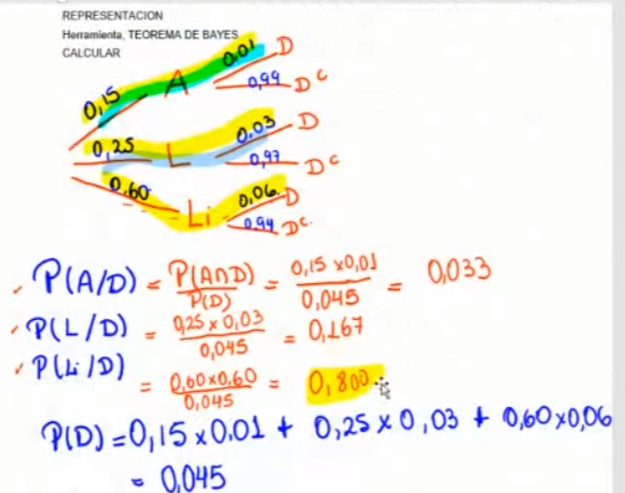 REPRESENTACION
Herramienta, TEOREMA DE BAYES
CALCULAR
0,15 A 0.01 D
0,99 D^c
0,25 L 0.03 D
0,97 D^c
0.60 Li 0,06 D
0,94 D^c.
P(A/D) = P(A∩D)/P(D) = 0,15 x0,01/0,045 = 0,033
P(L/D) = 0,25 x 0,03/0,045 = 0,167
P(Li/D) = 0,60x0,60/0,045 = 0,800
P(D) = 0,15 x 0.01 + 0,25 x 0,03 + 0,60 x 0,06
= 0,045